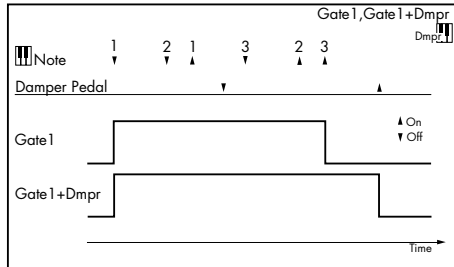 Gate1,Gate1+Dmpr
Dmpr
Note 1 2 1 3 2 3
Damper Pedal
Gate1
On
Off
Gate1+Dmpr
Time